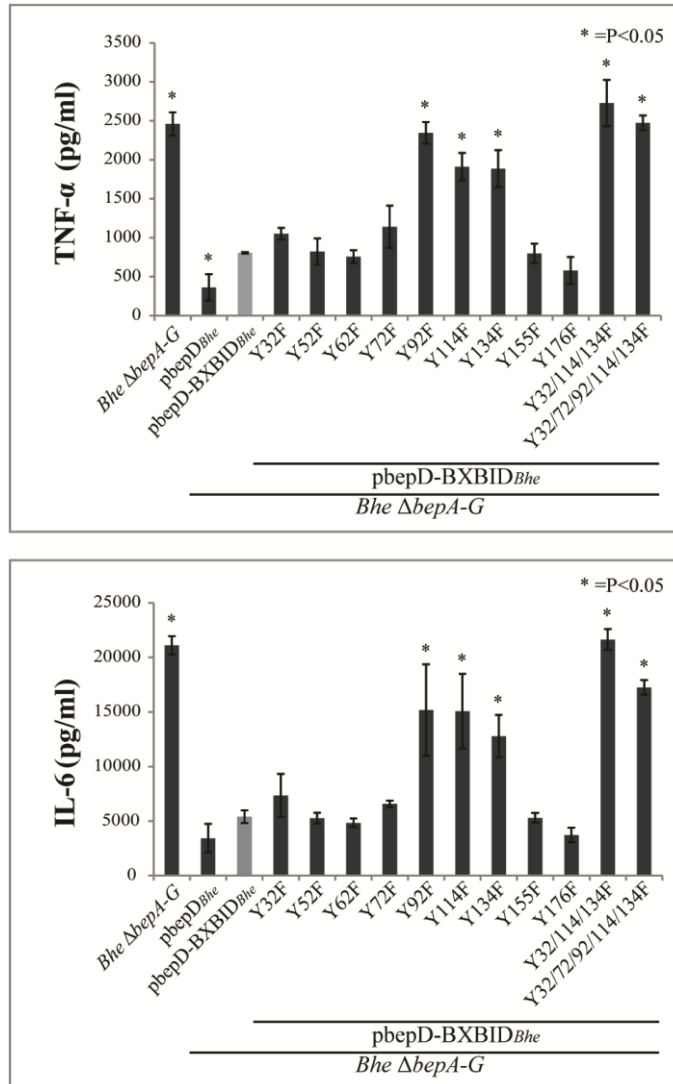 * =P<0.05
TNF-α (pg/ml)
3500
3000
2500
2000
1500
1000
500
0
*
*
*
*
*
*
*
Bhe ΔbepA-G
pbepDBhe
pbepD-BXBIDBhe
Y32F
Y52F
Y62F
Y72F
Y92F
Y114F
Y134F
Y155F
Y176F
Y32/114/134F
Y32/72/92/114/134F
pbepD-BXBIDBhe
Bhe ΔbepA-G
* =P<0.05
IL-6 (pg/ml)
25000
20000
15000
10000
5000
0
*
*
*
*
*
*
Bhe ΔbepA-G
pbepDBhe
pbepD-BXBIDBhe
Y32F
Y52F
Y62F
Y72F
Y92F
Y114F
Y134F
Y155F
Y176F
Y32/114/134F
Y32/72/92/114/134F
pbepD-BXBIDBhe
Bhe ΔbepA-G